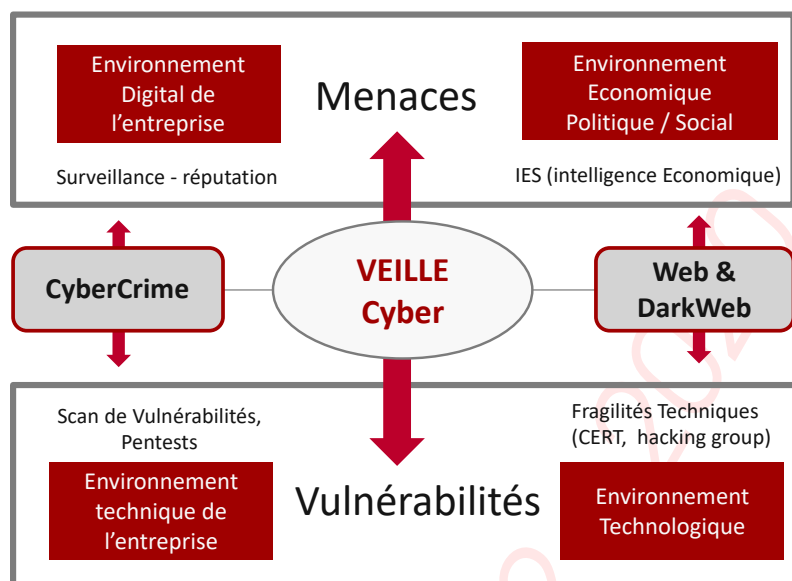 Environnement
Digital de
l'entreprise
Menaces
Environnement
Economique
Politique / Social
Surveillance - réputation
IES (intelligence Economique)
CyberCrime
VEILLE
Cyber
Web &
DarkWeb
Scan de Vulnérabilités,
Pentests
Fragilités Techniques
(CERT,  hacking group)
Environnement
technique de
l'entreprise
Vulnérabilités
Environnement
Technologique
2020